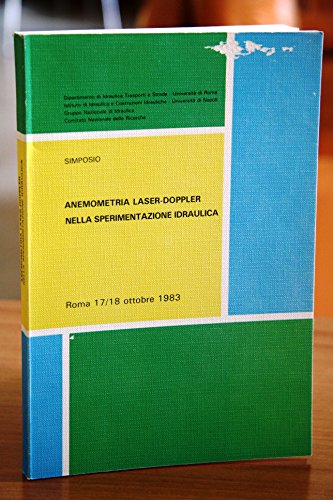 Dipartimento di Idraulica Trasporti e Strade - Università di Roma
Istituto di Idraulica e Costruzioni Idrauliche - Università di Napoli
Gruppo Nazionale di Idraulica
Comitato Nazionale delle Ricerche
SIMPOSIO
ANEMOMETRIA LASER-DOPPLER
NELLA SPERIMENTAZIONE IDRAULICA
Roma 17/18 ottobre 1983